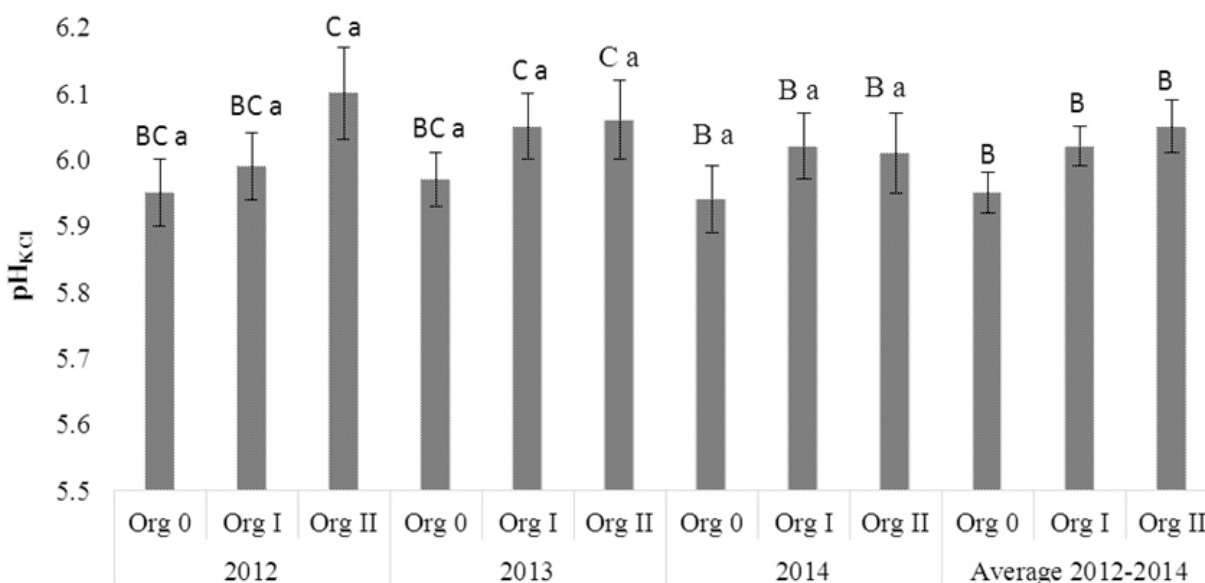 6.2
6.1
6.0
5.9
5.8
5.7
5.6
5.5
pHKCl
BC a
BC a
C a
BC a
C a
C a
B a
B a
B a
B
B
B
Org 0 Org I Org II Org 0 Org I Org II Org 0 Org I Org II Org 0 Org I Org II
2012 2013 2014 Average 2012-2014